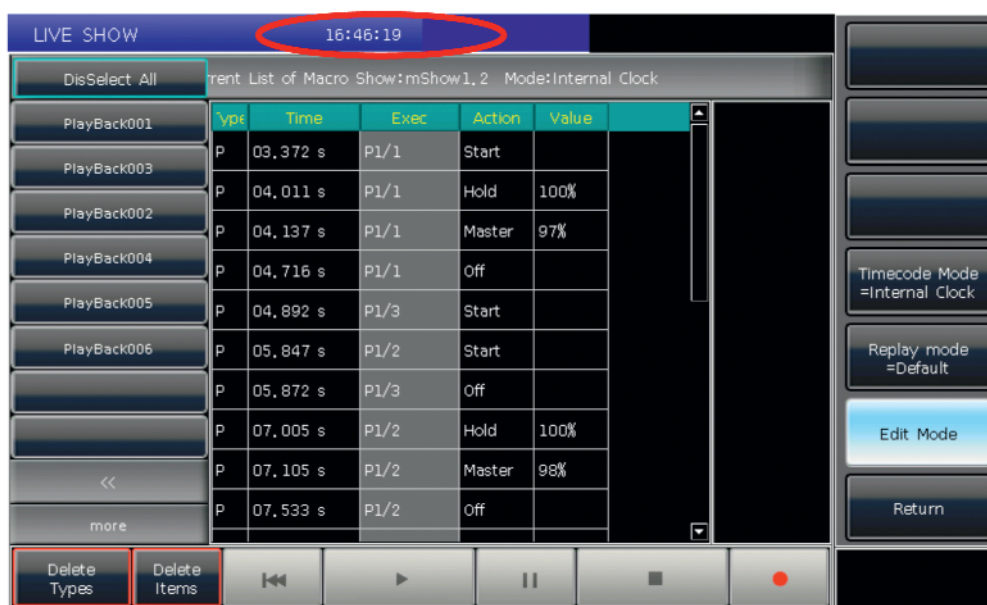 LIVE SHOW 16:46:19
DisSelect All rrent List of Macro Show:mShow1.2 Mode:Internal Clock
PlayBack001
PlayBack003
PlayBack002
PlayBack004
PlayBack005
PlayBack006
<<
more
Type Time Exec Action Value
P 03.372 s P1/1 Start
P 04.011 s P1/1 Hold 100%
P 04.137 s P1/1 Master 97%
P 04.716 s P1/1 Off
P 04.892 s P1/3 Start
P 05.847 s P1/2 Start
P 05.872 s P1/3 Off
P 07.005 s P1/2 Hold 100%
P 07.105 s P1/2 Master 98%
P 07.533 s P1/2 Off
Timecode Mode
=Internal Clock
Replay mode
=Default
Edit Mode
Return
Delete
Types
Delete
Items